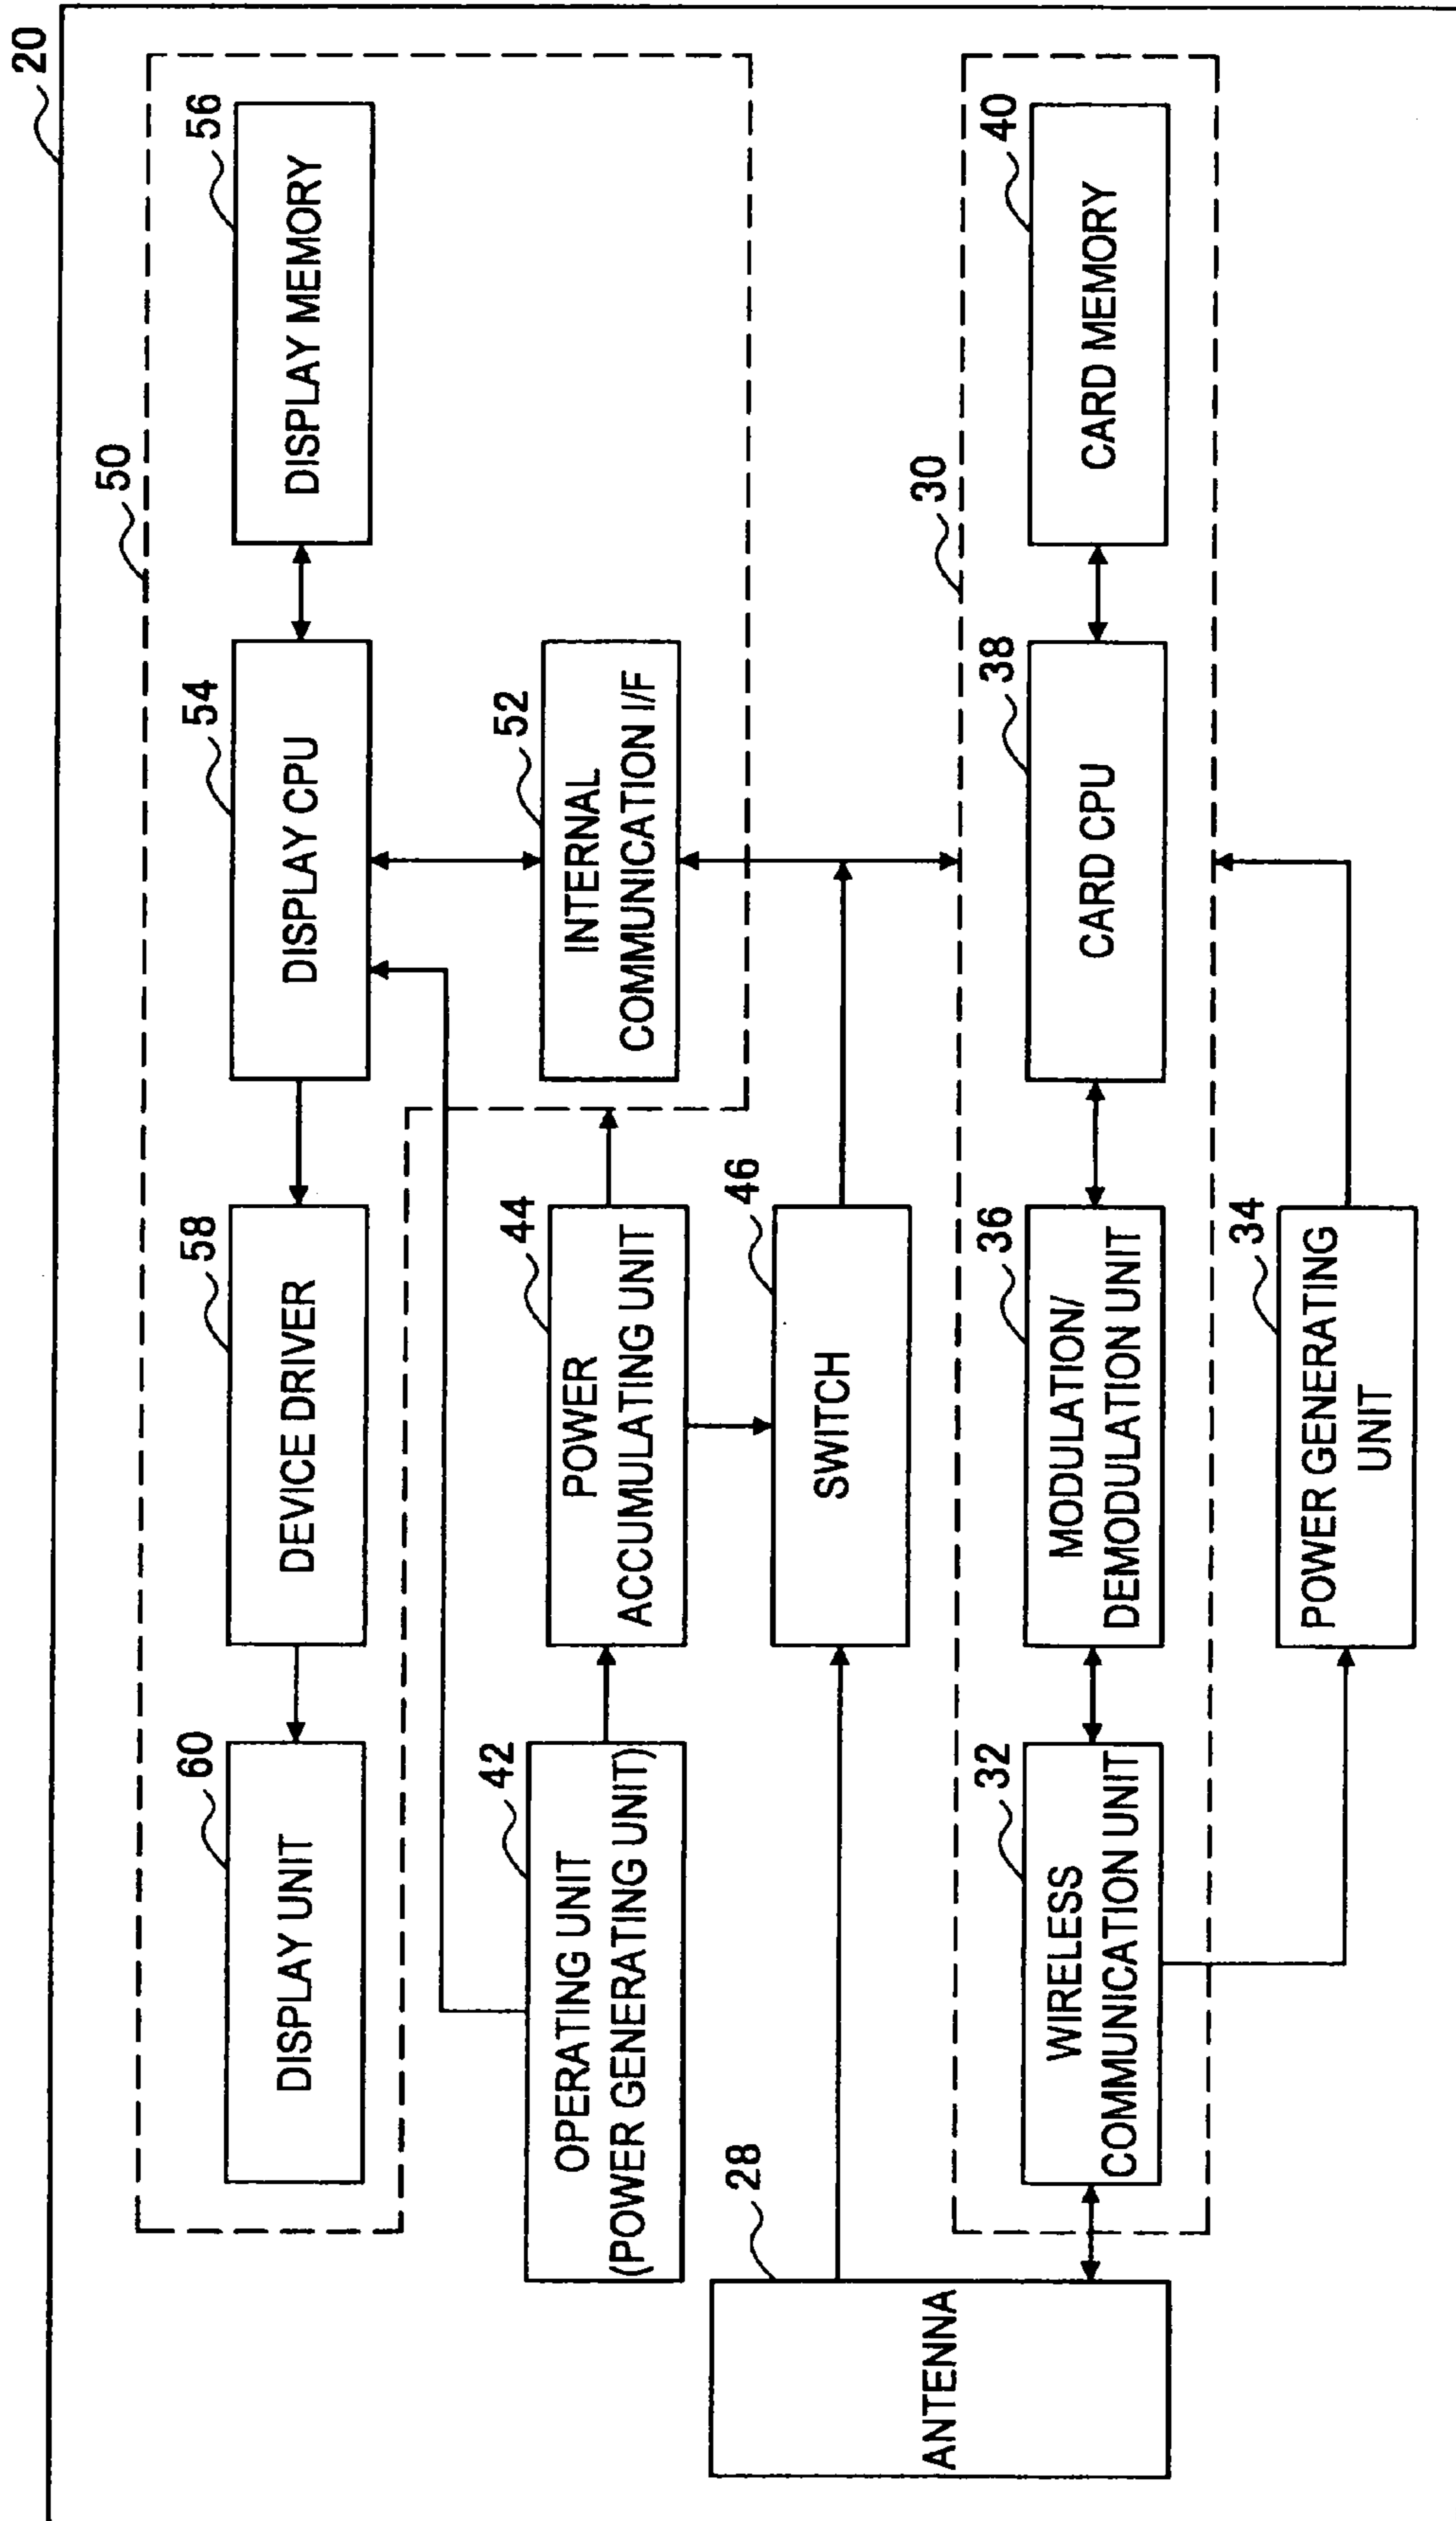 20
50
60
DISPLAY UNIT
58
DEVICE DRIVER
54
DISPLAY CPU
56
DISPLAY MEMORY
42
OPERATING UNIT
(POWER GENERATING UNIT)
44
POWER
ACCUMULATING UNIT
52
INTERNAL
COMMUNICATION I/F
46
SWITCH
28
ANTENNA
30
32
WIRELESS
COMMUNICATION UNIT
36
MODULATION/
DEMODULATION UNIT
38
CARD CPU
40
CARD MEMORY
34
POWER GENERATING
UNIT